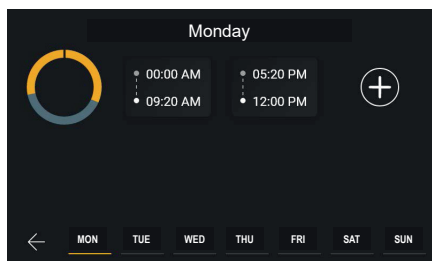 Monday
00:00 AM
09:20 AM
05:20 PM
12:00 PM
MON TUE WED THU FRI SAT SUN